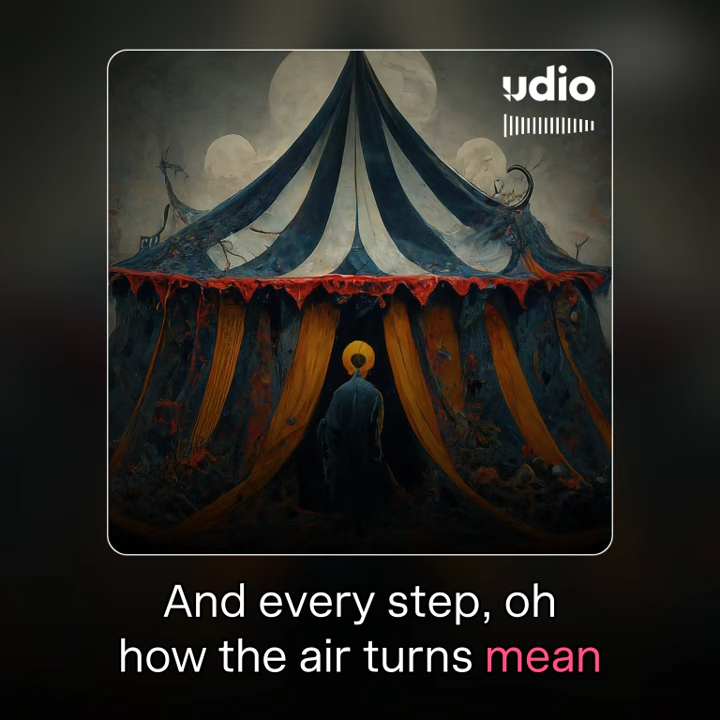 udio
And every step, oh
how the air turns mean